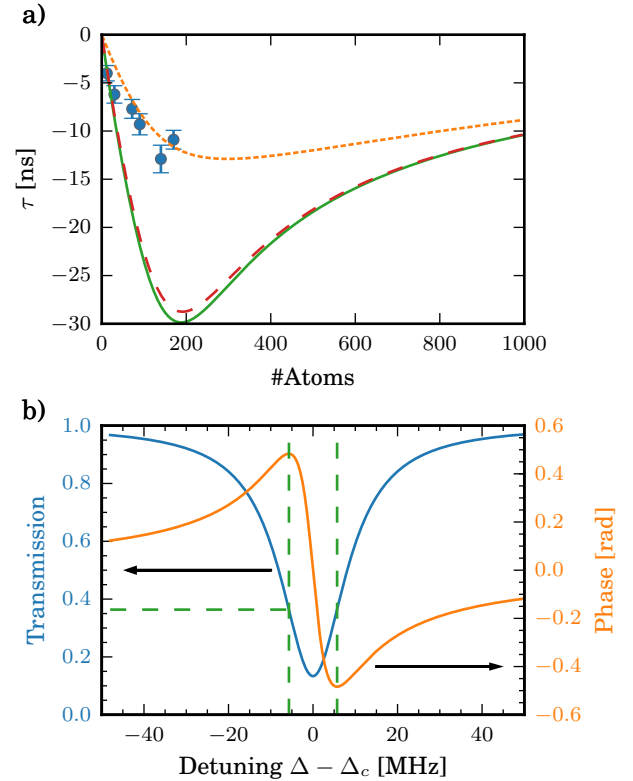 a)
0
−5
−10
−15
−20
−25
−30
τ [ns]
0 200 400 600 800 1000
#Atoms
b)
1.0
0.8
0.6
0.4
0.2
0.0
Transmission
0.6
0.4
0.2
0.0
−0.2
−0.4
−0.6
Phase [rad]
−40 −20 0 20 40
Detuning Δ − Δc [MHz]